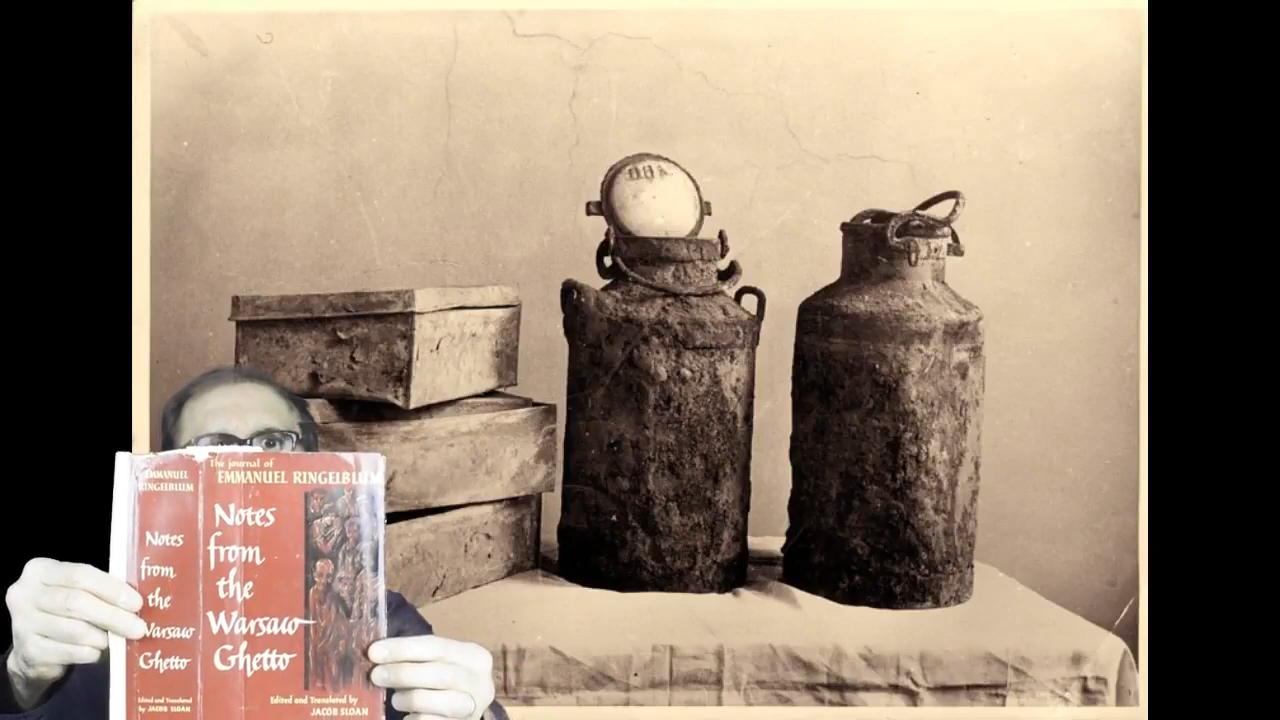 EMMANUEL
RINGELBLUM
Notes
from
the
Warsaw
Ghetto
Edited and Translated
by JACOB SLOAN
The journal of
EMMANUEL RINGELBLUM
Notes
from
the
Warsaw
Ghetto
Edited and Translated by
JACOB SLOAN